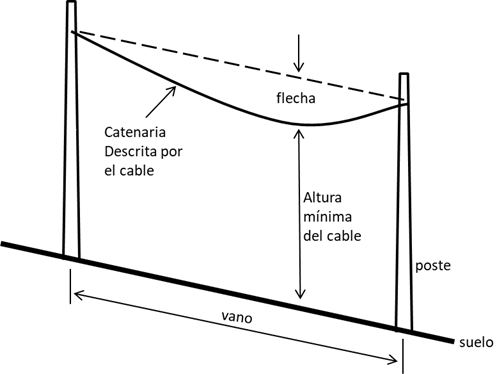 flecha
Catenaria
Descrita por
el cable
Altura
mínima
del cable
poste
vano
suelo